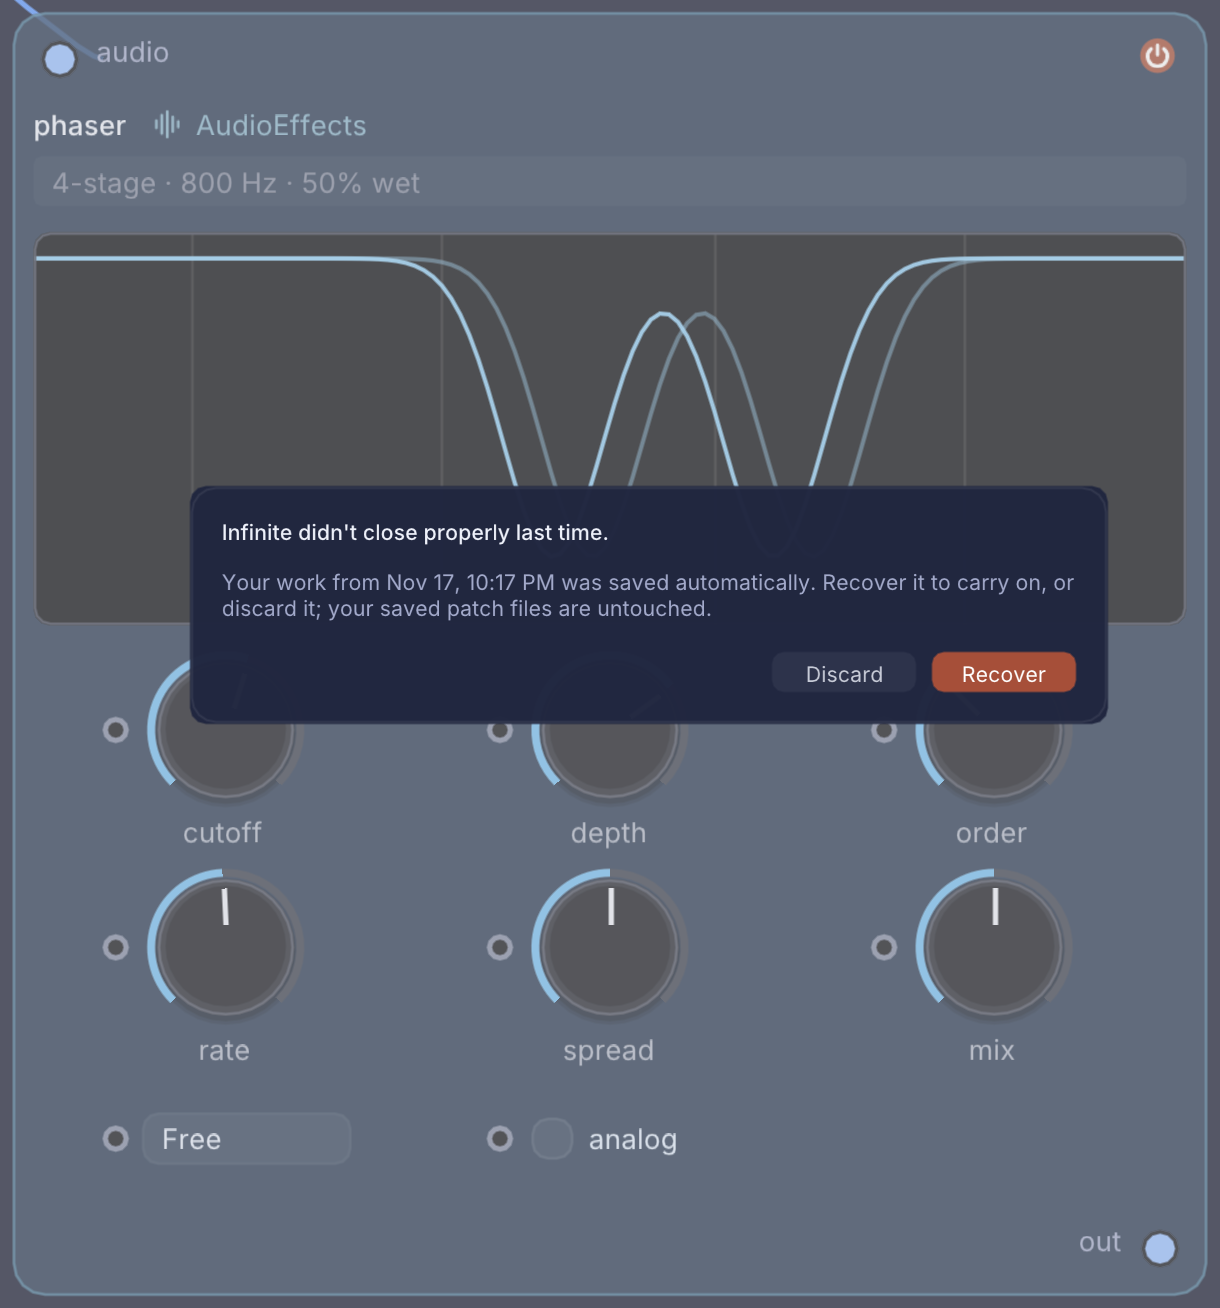 audio
phaser AudioEffects
4-stage · 800 Hz · 50% wet
Infinite didn't close properly last time.
Your work from Nov 17, 10:17 PM was saved automatically. Recover it to carry on, or
discard it; your saved patch files are untouched.
Discard Recover
cutoff depth order
rate spread mix
Free analog
out